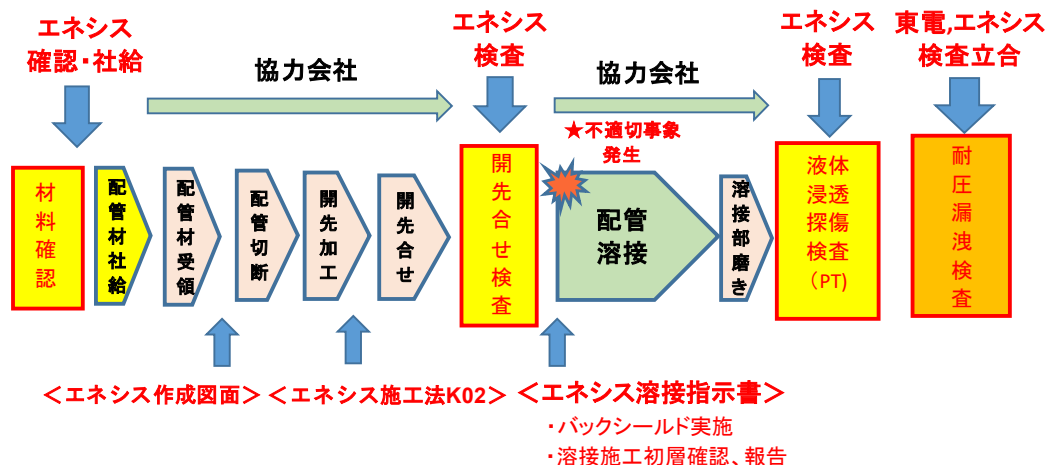 エネシス
確認・社給
協力会社
エネシス
検査
協力会社
エネシス
検査
東電,エネシス
検査立合
★不適切事象
発生
材料確認
配管材社給
配管材受領
配管切断
開先加工
開先合せ
開先合せ検査
配管
溶接
溶接部磨き
液体
浸透
探傷
検査
（PT)
耐圧漏洩検査
＜エネシス作成図面＞
＜エネシス施工法K02＞
＜エネシス溶接指示書＞
・バックシールド実施
・溶接施工初層確認、報告